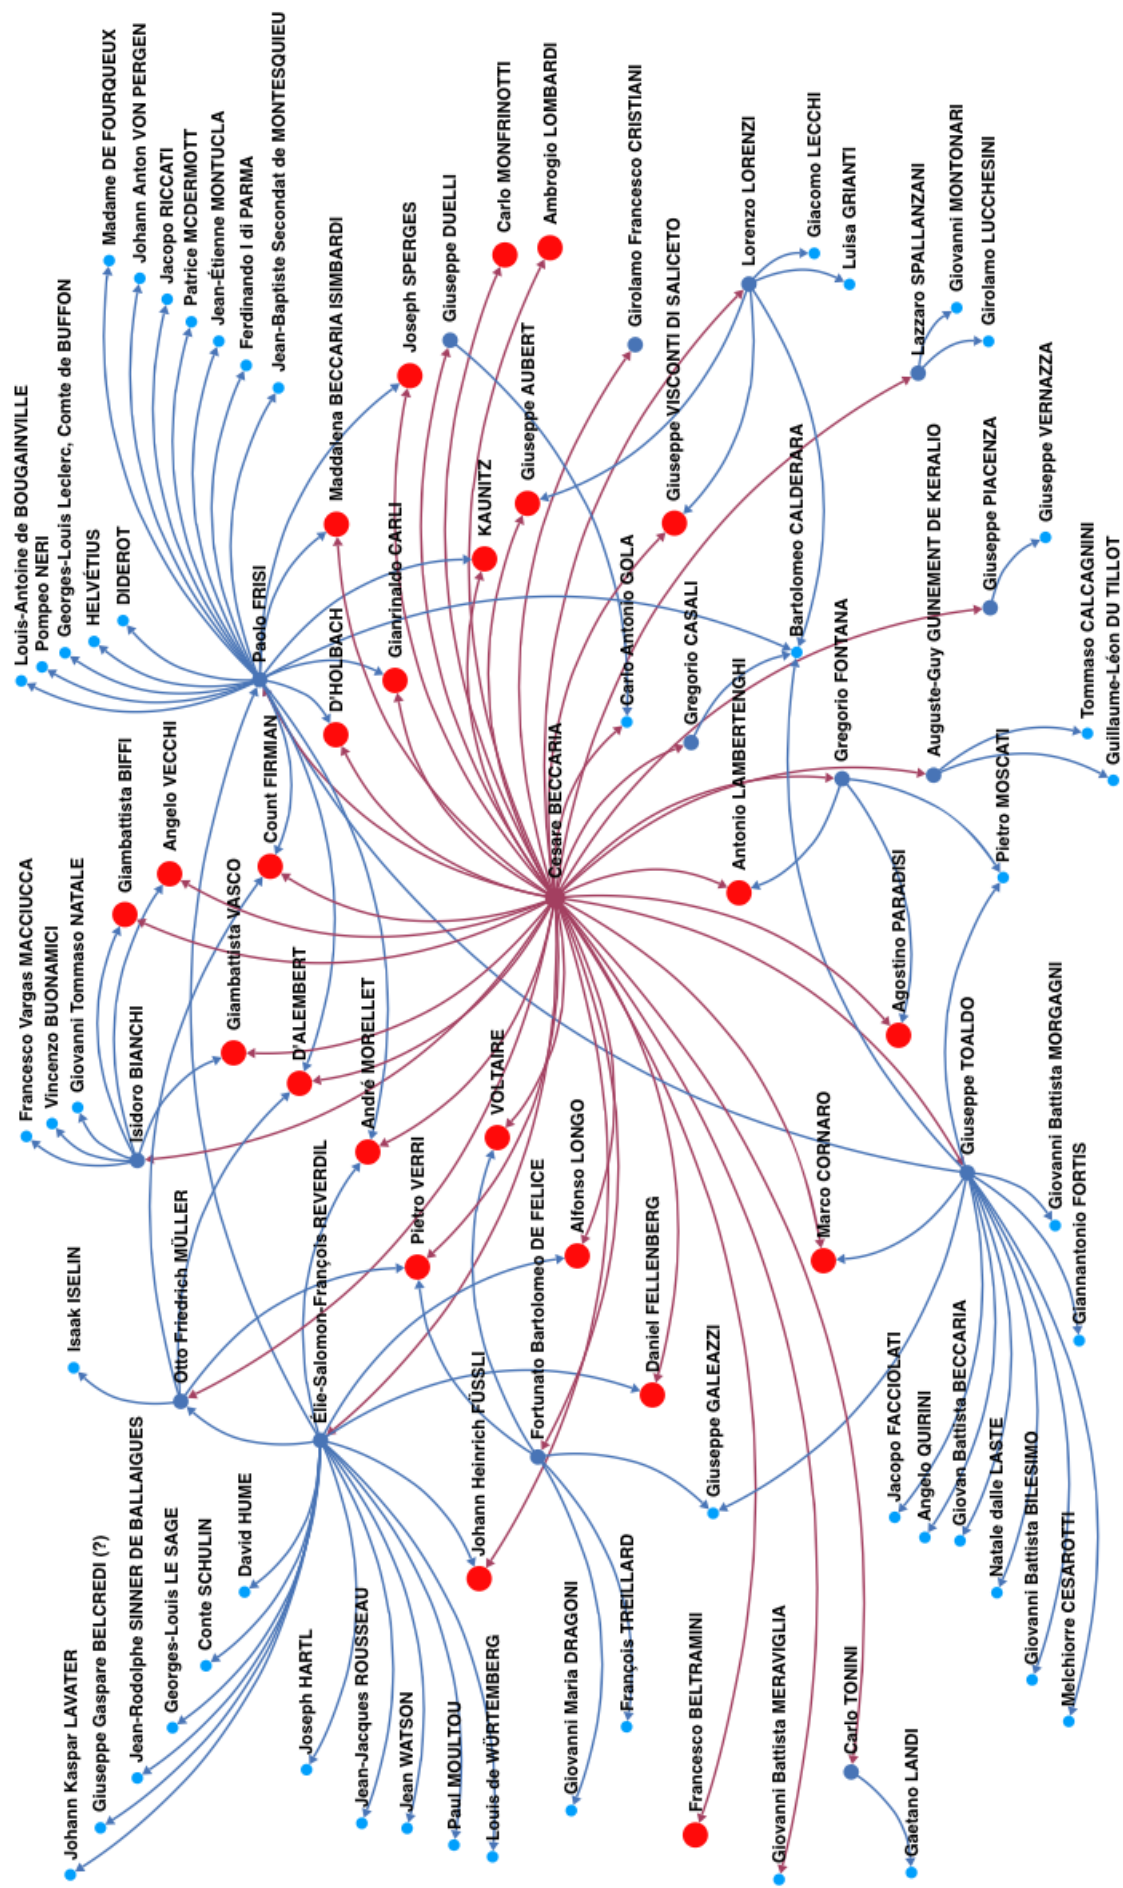 Louis-Antoine de BOUGAINVILLE
Pompeo NERI
Georges-Louis Leclerc, Comte de BUFFON
HELVÉTIUS
DIDEROT
Madame DE FOURQUEUX
Johann Anton VON PERGEN
Jacopo RICCATI
Patrice MCDERMOTT
Jean-Étienne MONTUCLA
Ferdinando I di PARMA
Jean-Baptiste Secondat de MONTESQUIEU
Paolo FRISI
Maddalena BECCARIA ISIMBARDI
Joseph SPERGES
Giuseppe DUELLI
Carlo MONFRINOTTI
Ambrogio LOMBARDI
Girolamo Francesco CRISTIANI
Lorenzo LORENZI
Giacomo LECCHI
Luisa GRIANTI
Lazzaro SPALLANZANI
Giovanni MONTONARI
Girolamo LUCCHESINI
Giuseppe AUBERT
Giuseppe VISCONTI DI SALICETO
KAUNITZ
Gianrinaldo CARLI
D'HOLBACH
Bartolomeo CALDERARA
Carlo Antonio GOLA
Gregorio CASALI
Gregorio FONTANA
Auguste-Guy GUINEMENT DE KERALIO
Giuseppe PIACENZA
Giuseppe VERNAZZA
Tommaso CALCAGNINI
Guillaume-Léon DU TILLOT
Pietro MOSCATI
Antonio LAMBERTENGHI
Cesare BECCARIA
Count FIRMIAN
Angelo VECCHI
Giambattista BIFFI
Giambattista VASCO
Francesco Vargas MACCIUCCA
Vincenzo BUONAMICI
Giovanni Tommaso NATALE
Isidoro BIANCHI
D'ALEMBERT
André MORELLET
VOLTAIRE
Pietro VERRI
Alfonso LONGO
Agostino PARADISI
Giuseppe TOALDO
Marco CORNARO
Giovanni Battista MORGAGNI
Giannantonio FORTIS
Isaak ISELIN
Otto Friedrich MÜLLER
Élie-Salomon-François REVERDIL
Fortunato Bartolomeo DE FELICE
Daniel FELLENBERG
Giuseppe GALEAZZI
Johann Heinrich FÜSSLI
Jacopo FACCIOLATI
Angelo QUIRINI
Giovan Battista BECCARIA
Natale dalle LASTE
Giovanni Battista BILESIMO
Melchiorre CESAROTTI
Johann Kaspar LAVATER
Giuseppe Gaspare BELCREDI (?)
Jean-Rodolphe SINNER DE BALLAIGUES
Georges-Louis LE SAGE
Conte SCHULIN
David HUME
Joseph HARTL
Jean-Jacques ROUSSEAU
Jean WATSON
Paul MOULTOU
Louis de WÜRTEMBERG
Giovanni Maria DRAGONI
François TREILLARD
Francesco BELTRAMINI
Giovanni Battista MERAVIGLIA
Carlo TONINI
Gaetano LANDI